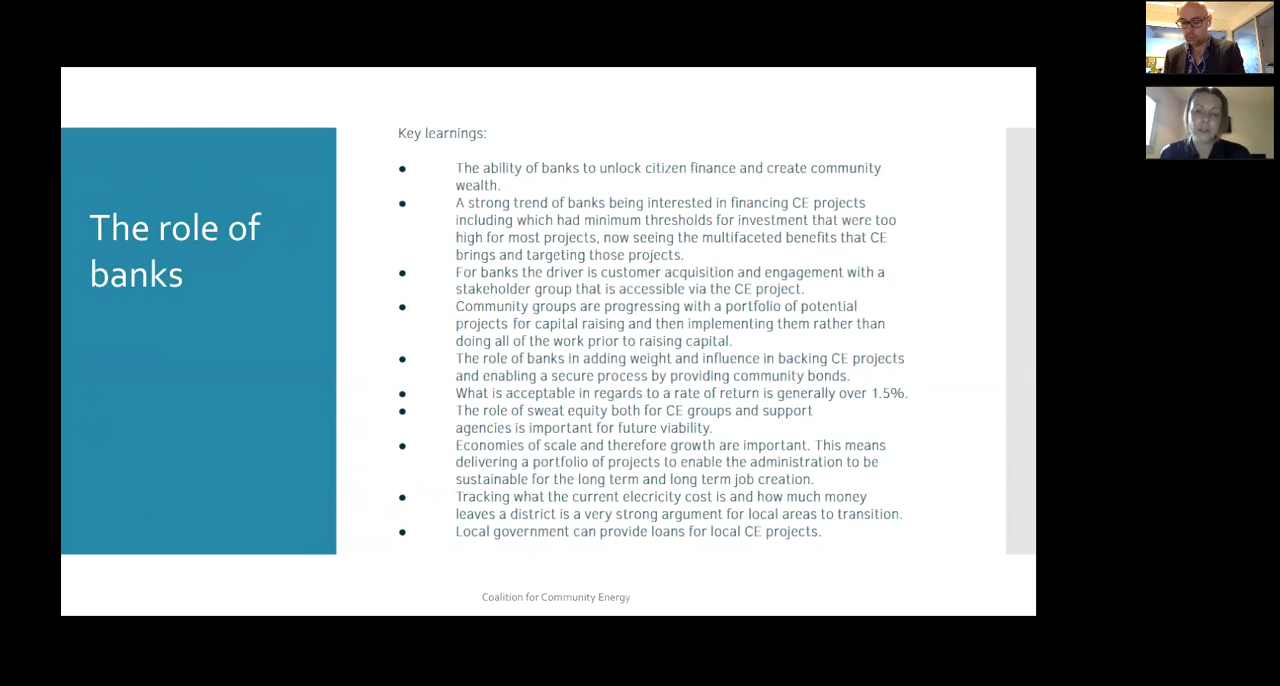 The role of
banks
Key learnings:
● The ability of banks to unlock citizen finance and create community
wealth.
● A strong trend of banks being interested in financing CE projects
including which had minimum thresholds for investment that were too
high for most projects, now seeing the multifaceted benefits that CE
brings and targeting those projects.
● For banks the driver is customer acquisition and engagement with a
stakeholder group that is accessible via the CE project.
● Community groups are progressing with a portfolio of potential
projects for capital raising and then implementing them rather than
doing all of the work prior to raising capital.
● The role of banks in adding weight and influence in backing CE projects
and enabling a secure process by providing community bonds.
● What is acceptable in regards to a rate of return is generally over 1.5%.
● The role of sweat equity both for CE groups and support
agencies is important for future viability.
● Economies of scale and therefore growth are important. This means
delivering a portfolio of projects to enable the administration to be
sustainable for the long term and long term job creation.
● Tracking what the current elecricity cost is and how much money
leaves a district is a very strong argument for local areas to transition.
● Local government can provide loans for local CE projects.
Coalition for Community Energy